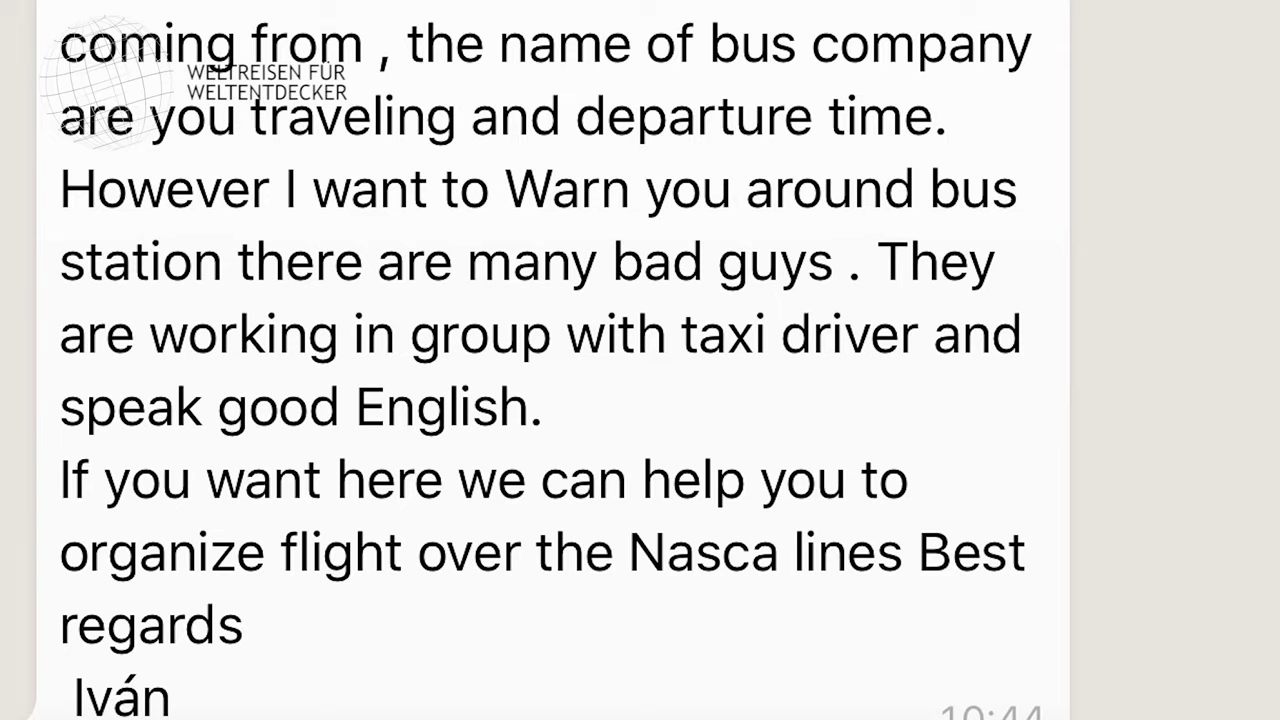 coming from , the name of bus company
WELTREISEN FÜR
WELTENTDECKER
are you traveling and departure time.
However I want to Warn you around bus
station there are many bad guys . They
are working in group with taxi driver and
speak good English.
If you want here we can help you to
organize flight over the Nasca lines Best
regards
Iván
10:44